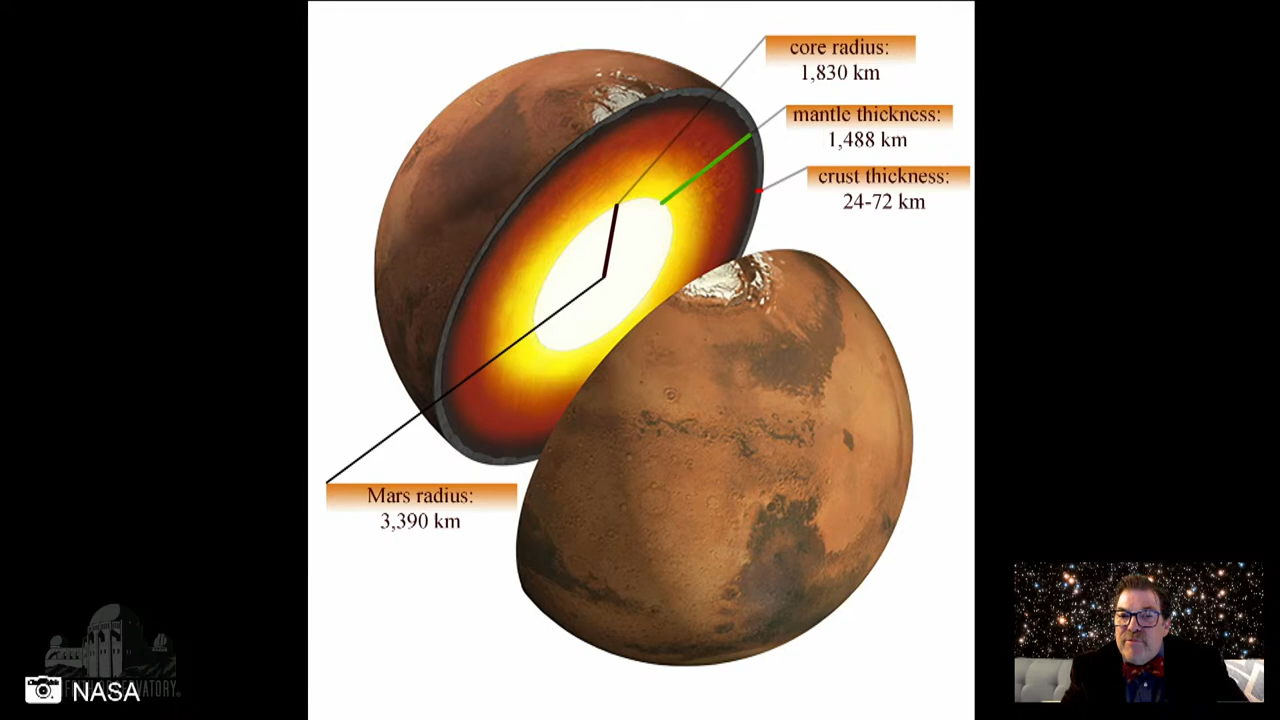 core radius:
1,830 km
mantle thickness:
1,488 km
crust thickness:
24-72 km
Mars radius:
3,390 km
NASA